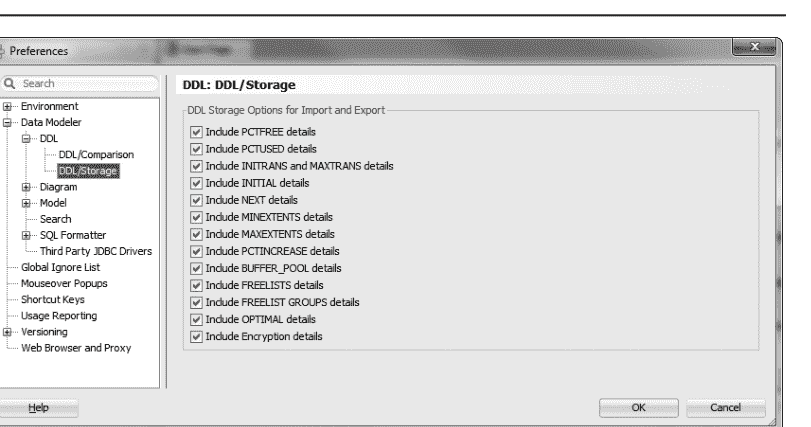 Preferences
Search
Environment
Data Modeler
DDL
DDL/Comparison
DDL/Storage
Diagram
Model
Search
SQL Formatter
Third Party JDBC Drivers
Global Ignore List
Mouseover Popups
Shortcut Keys
Usage Reporting
Versioning
Web Browser and Proxy
DDL: DDL/Storage
DDL Storage Options for Import and Export
Include PCTFREE details
Include PCTUSED details
Include INITRANS and MAXTRANS details
Include INITIAL details
Include NEXT details
Include MINEXTENTS details
Include MAXEXTENTS details
Include PCTINCREASE details
Include BUFFER_POOL details
Include FREELISTS details
Include FREELIST GROUPS details
Include OPTIMAL details
Include Encryption details
Help
OK
Cancel